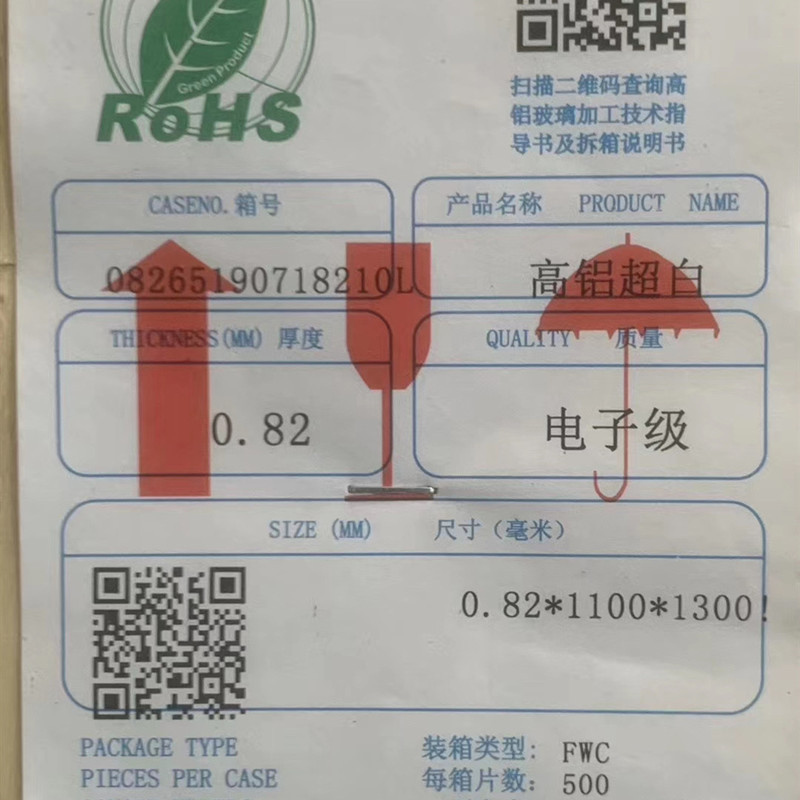 Green Product
RoHS
扫描二维码查询高
铝玻璃加工技术指
导书及拆箱说明书
CASENO.箱号
产品名称 PRODUCT NAME
08265190718210L
高铝超白
THICKNESS(MM) 厚度
QUALITY 质量
0.82
电子级
SIZE (MM) 尺寸（毫米）
0.82*1100*1300!
PACKAGE TYPE 装箱类型: FWC
PIECES PER CASE 每箱片数: 500